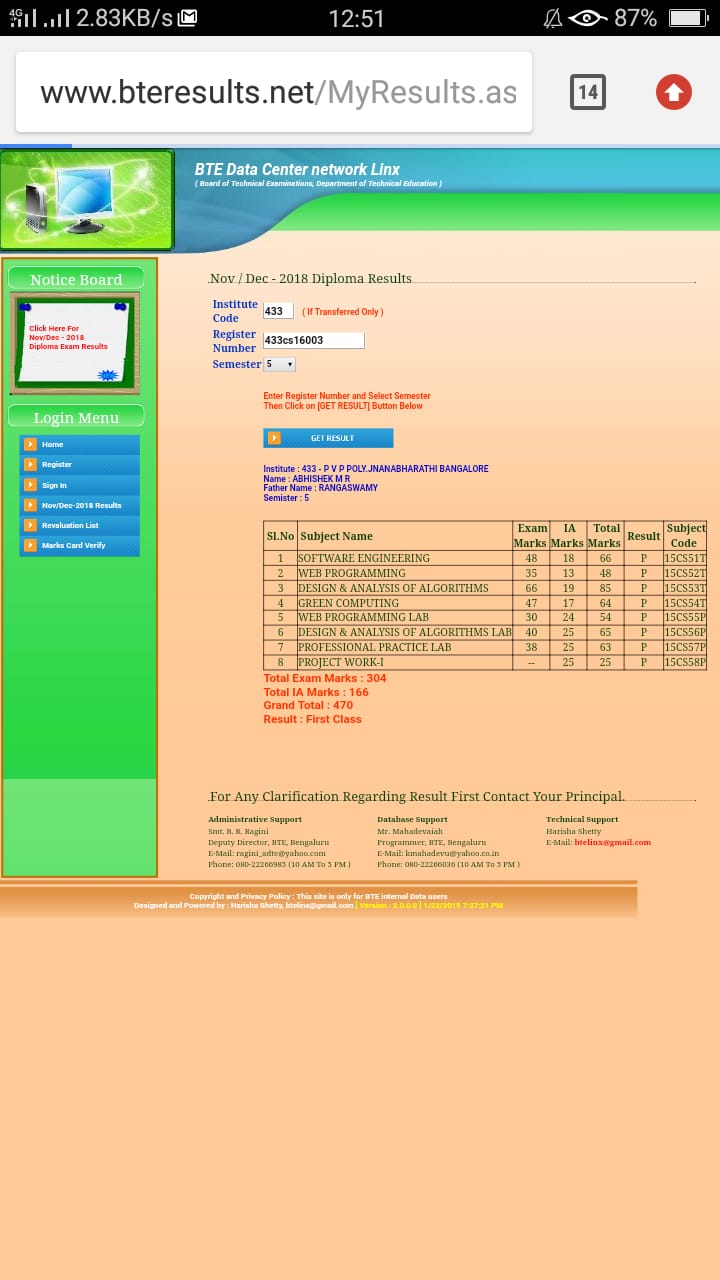 4G 2.83KB/s 12:51 87%
www.bteresults.net/MyResults.as 14
BTE Data Center network Linx
( Board of Technical Examinations, Department of Technical Education )
Notice Board
Click Here For
Nov/Dec - 2018
Diploma Exam Results
Login Menu
Home
Register
Sign In
Nov/Dec-2018 Results
Revaluation List
Marks Card Verify
Nov / Dec - 2018 Diploma Results
Institute Code 433 ( If Transferred Only )
Register Number 433cs16003
Semester 5
Enter Register Number and Select Semester
Then Click on [GET RESULT] Button Below
GET RESULT
Institute : 433 - P V P POLY.JNANABHARATHI BANGALORE
Name : ABHISHEK M R
Father Name : RANGASWAMY
Semister : 5
Sl.No Subject Name Exam Marks IA Marks Total Marks Result Subject Code
1 SOFTWARE ENGINEERING 48 18 66 P 15CS51T
2 WEB PROGRAMMING 35 13 48 P 15CS52T
3 DESIGN & ANALYSIS OF ALGORITHMS 66 19 85 P 15CS53T
4 GREEN COMPUTING 47 17 64 P 15CS54T
5 WEB PROGRAMMING LAB 30 24 54 P 15CS55P
6 DESIGN & ANALYSIS OF ALGORITHMS LAB 40 25 65 P 15CS56P
7 PROFESSIONAL PRACTICE LAB 38 25 63 P 15CS57P
8 PROJECT WORK-I -- 25 25 P 15CS58P
Total Exam Marks : 304
Total IA Marks : 166
Grand Total : 470
Result : First Class
For Any Clarification Regarding Result First Contact Your Principal.
Administrative Support
Smt. B. R. Ragini
Deputy Director, BTE, Bengaluru
E-Mail: ragini_adte@yahoo.com
Phone: 080-22266985 (10 AM To 5 PM )
Database Support
Mr. Mahadevaiah
Programmer, BTE, Bengaluru
E-Mail: kmahadevu@yahoo.co.in
Phone: 080-22266036 (10 AM To 5 PM )
Technical Support
Harisha Shetty
E-Mail: btelinx@gmail.com
Copyright and Privacy Policy : This site is only for BTE internal Data users
Designed and Powered by : Harisha Shetty, btelinx@gmail.com [ Version : 2.0.0.0 ] 1/22/2019 7:37:21 PM